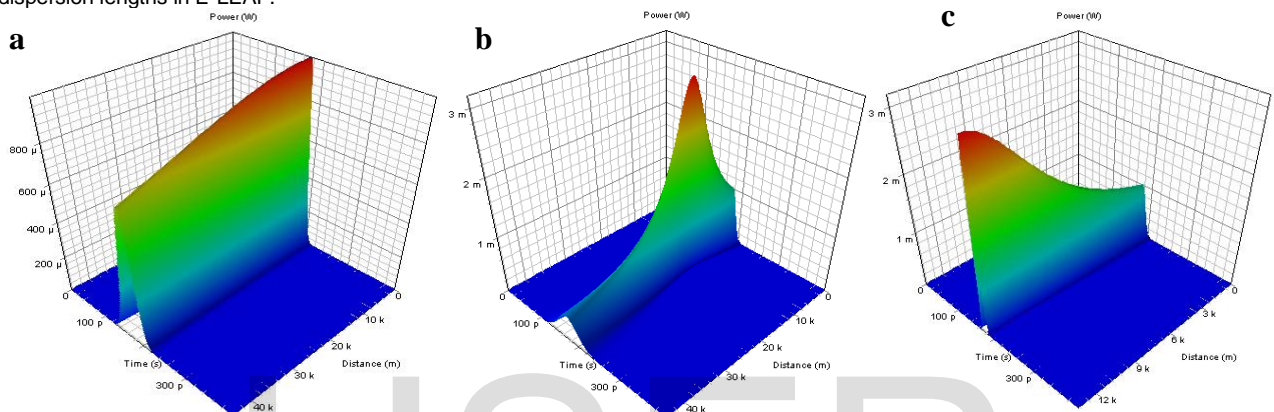 dispersion lengths in E-LEAF.
a
Power (W)
800 µ
600 µ
400 µ
200 µ
0
100 p
Time (s)
300 p
0
10 k
20 k
Distance (m)
30 k
40 k
b
Power (W)
3 m
2 m
1 m
0
100 p
Time (s)
300 p
0
10 k
20 k
Distance (m)
30 k
40 k
c
Power (W)
3 m
2 m
1 m
0
100 p
Time (s)
300 p
0
3 k
6 k
Distance (m)
9 k
12 k